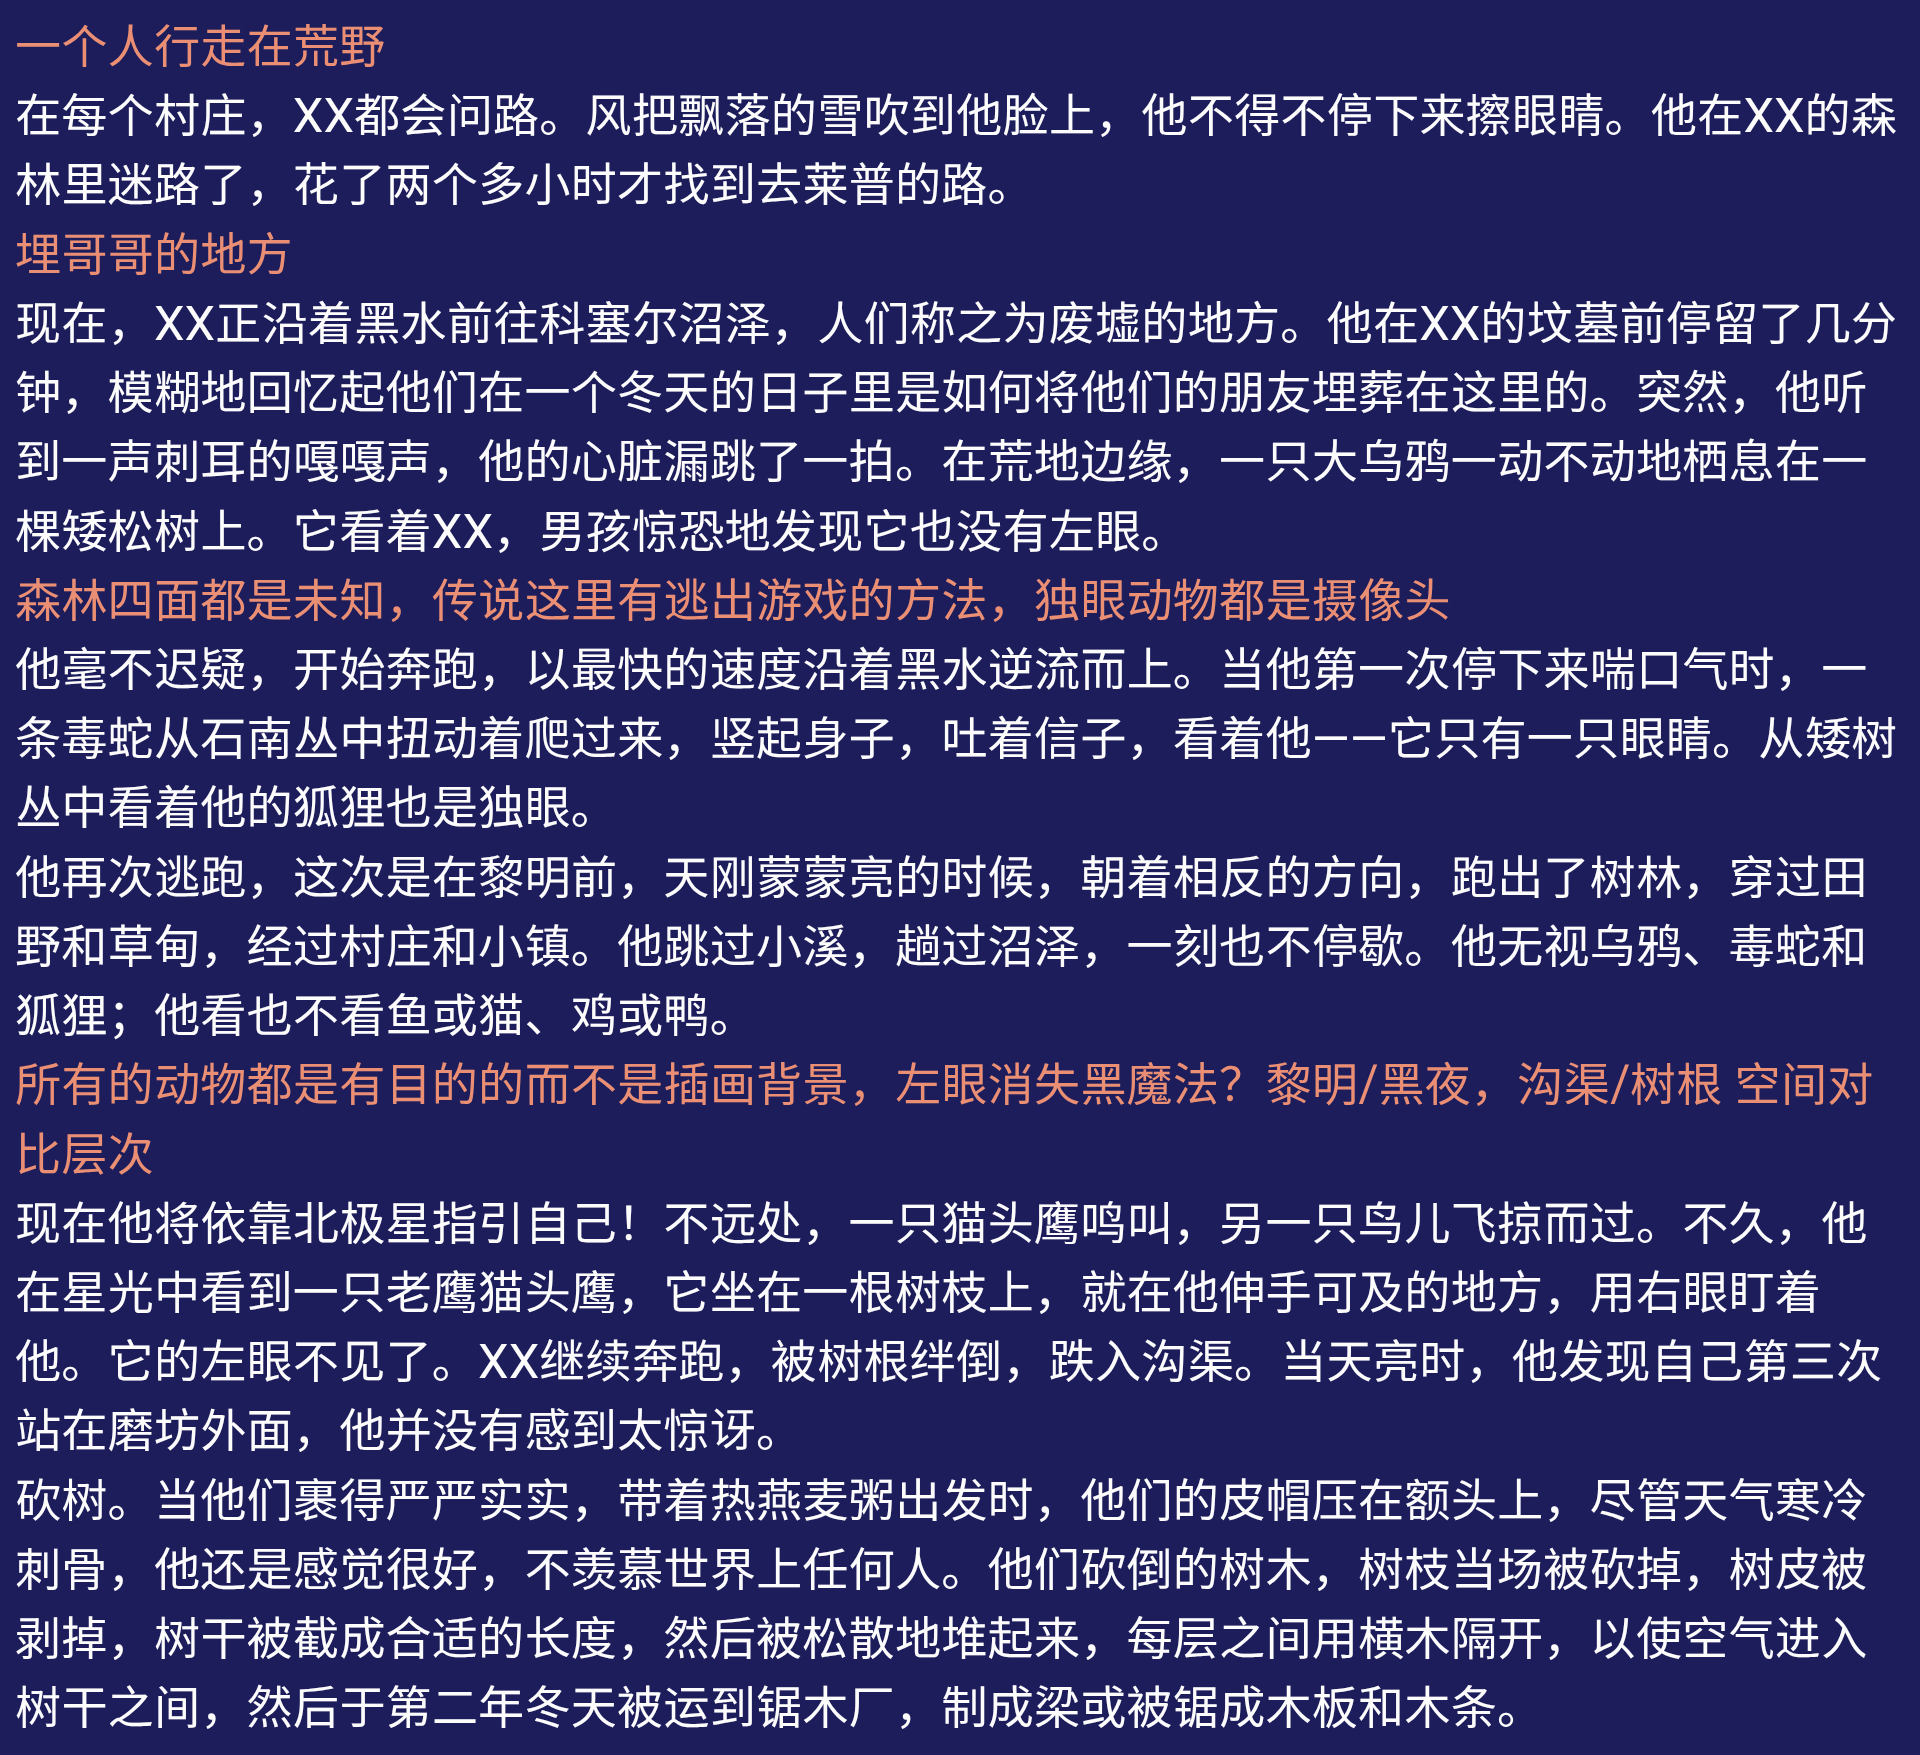 一个人行走在荒野
在每个村庄，XX都会问路。风把飘落的雪吹到他脸上，他不得不停下来擦眼睛。他在XX的森
林里迷路了，花了两个多小时才找到去莱普的路。
埋哥哥的地方
现在，XX正沿着黑水前往科塞尔沼泽，人们称之为废墟的地方。他在XX的坟墓前停留了几分
钟，模糊地回忆起他们在一个冬天的日子里是如何将他们的朋友埋葬在这里的。突然，他听
到一声刺耳的嘎嘎声，他的心脏漏跳了一拍。在荒地边缘，一只大乌鸦一动不动地栖息在一
棵矮松树上。它看着XX，男孩惊恐地发现它也没有左眼。
森林四面都是未知，传说这里有逃出游戏的方法，独眼动物都是摄像头
他毫不迟疑，开始奔跑，以最快的速度沿着黑水逆流而上。当他第一次停下来喘口气时，一
条毒蛇从石南丛中扭动着爬过来，竖起身子，吐着信子，看着他——它只有一只眼睛。从矮树
丛中看着他的狐狸也是独眼。
他再次逃跑，这次是在黎明前，天刚蒙蒙亮的时候，朝着相反的方向，跑出了树林，穿过田
野和草甸，经过村庄和小镇。他跳过小溪，趟过沼泽，一刻也不停歇。他无视乌鸦、毒蛇和
狐狸；他看也不看鱼或猫、鸡或鸭。
所有的动物都是有目的的而不是插画背景，左眼消失黑魔法？黎明/黑夜，沟渠/树根 空间对
比层次
现在他将依靠北极星指引自己！不远处，一只猫头鹰鸣叫，另一只鸟儿飞掠而过。不久，他
在星光中看到一只老鹰猫头鹰，它坐在一根树枝上，就在他伸手可及的地方，用右眼盯着
他。它的左眼不见了。XX继续奔跑，被树根绊倒，跌入沟渠。当天亮时，他发现自己第三次
站在磨坊外面，他并没有感到太惊讶。
砍树。当他们裹得严严实实，带着热燕麦粥出发时，他们的皮帽压在额头上，尽管天气寒冷
刺骨，他还是感觉很好，不羡慕世界上任何人。他们砍倒的树木，树枝当场被砍掉，树皮被
剥掉，树干被截成合适的长度，然后被松散地堆起来，每层之间用横木隔开，以使空气进入
树干之间，然后于第二年冬天被运到锯木厂，制成梁或被锯成木板和木条。